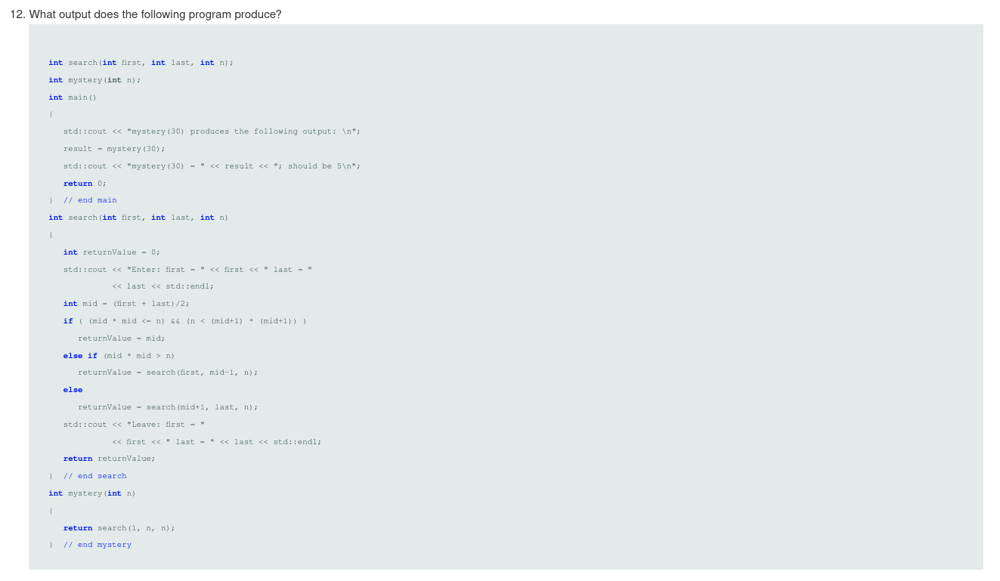 12. What output does the following program produce?
int search(int first, int last, int n);
int mystery(int n);
int main()
{
std::cout << "mystery(30) produces the following output: \n";
result = mystery(30);
std::cout << "mystery(30) = " << result << "; should be 5\n";
return 0;
} // end main
int search(int first, int last, int n)
{
int returnValue = 0;
std::cout << "Enter: first = " << first << " last = "
<< last << std::endl;
int mid = (first + last)/2;
if ( (mid * mid <= n) && (n < (mid+1) * (mid+1)) )
returnValue = mid;
else if (mid * mid > n)
returnValue = search(first, mid-1, n);
else
returnValue = search(mid+1, last, n);
std::cout << "Leave: first = "
<< first << " last = " << last << std::endl;
return returnValue;
} // end search
int mystery(int n)
{
return search(1, n, n);
} // end mystery